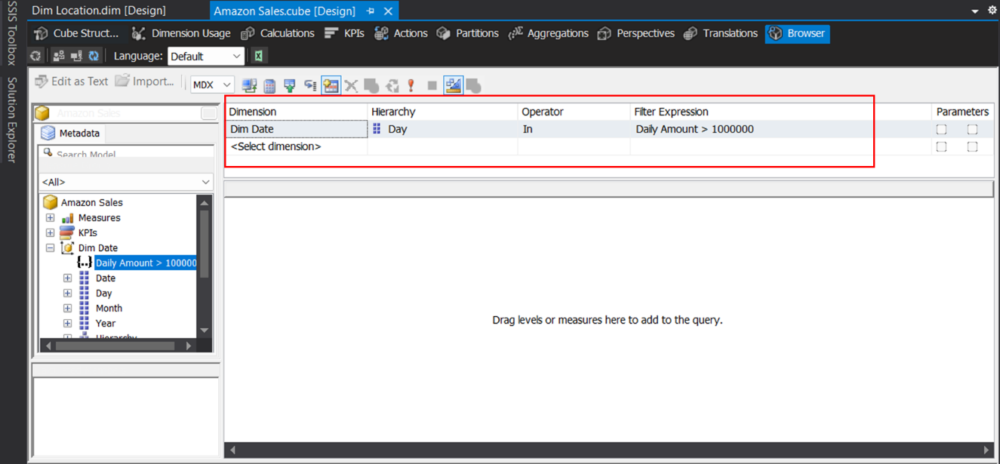 SSIS Toolbox
Solution Explorer
Dim Location.dim [Design] Amazon Sales.cube [Design]
Cube Struct... Dimension Usage Calculations KPIs Actions Partitions Aggregations Perspectives Translations Browser
Language: Default
Edit as Text Import... MDX
Amazon Sales
Metadata
Search Model
<All>
Amazon Sales
Measures
KPIs
Dim Date
Daily Amount > 100000
Date
Day
Month
Year
Hierarchy
Dimension Hierarchy Operator Filter Expression Parameters
Dim Date Day In Daily Amount > 1000000
<Select dimension>
Drag levels or measures here to add to the query.